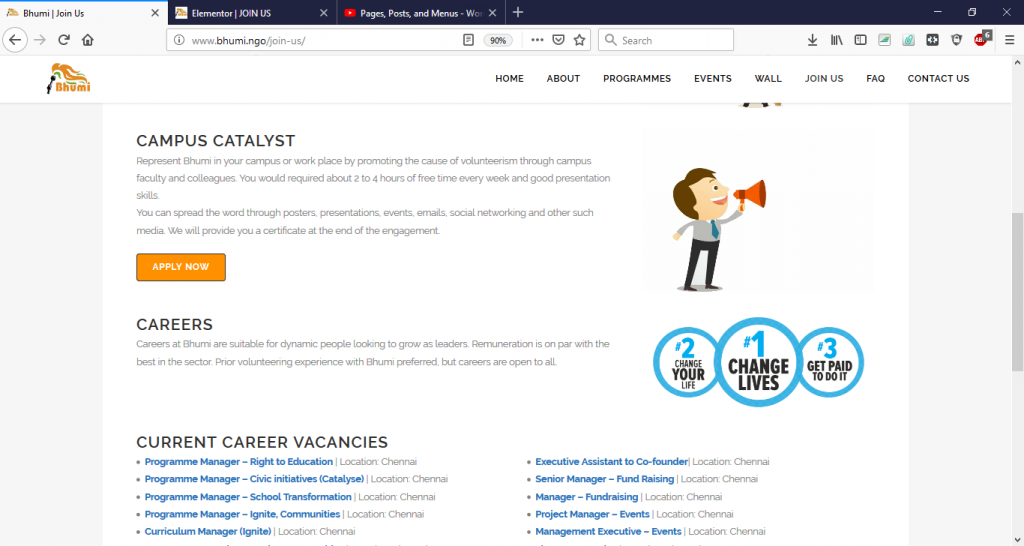 Bhumi | Join Us
Elementor | JOIN US
Pages, Posts, and Menus - Wor
www.bhumi.ngo/join-us/
90%
Search
6
Bhumi
HOME ABOUT PROGRAMMES EVENTS WALL JOIN US FAQ CONTACT US
CAMPUS CATALYST
Represent Bhumi in your campus or work place by promoting the cause of volunteerism through campus
faculty and colleagues. You would required about 2 to 4 hours of free time every week and good presentation
skills.
You can spread the word through posters, presentations, events, emails, social networking and other such
media. We will provide you a certificate at the end of the engagement.
APPLY NOW
CAREERS
Careers at Bhumi are suitable for dynamic people looking to grow as leaders. Remuneration is on par with the
best in the sector. Prior volunteering experience with Bhumi preferred, but careers are open to all.
#2
CHANGE
YOUR
LIFE
#1
CHANGE
LIVES
#3
GET PAID
TO DO IT
CURRENT CAREER VACANCIES
Programme Manager – Right to Education | Location: Chennai
Programme Manager – Civic initiatives (Catalyse) | Location: Chennai
Programme Manager – School Transformation | Location: Chennai
Programme Manager – Ignite, Communities | Location: Chennai
Curriculum Manager (Ignite) | Location: Chennai
Executive Assistant to Co-founder| Location: Chennai
Senior Manager – Fund Raising | Location: Chennai
Manager – Fundraising | Location: Chennai
Project Manager – Events | Location: Chennai
Management Executive – Events | Location: Chennai